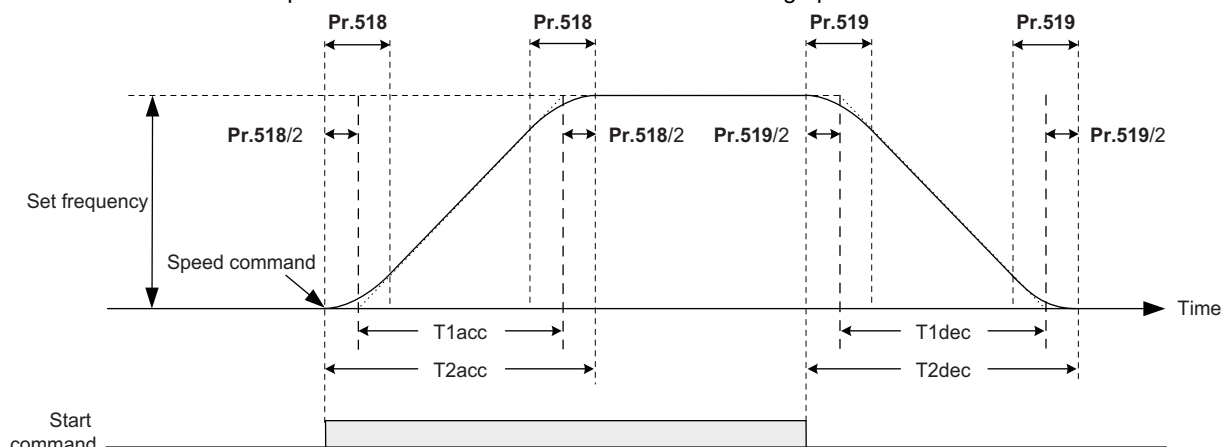 Pr.518 Pr.518 Pr.519 Pr.519
Pr.518/2 Pr.518/2 Pr.519/2 Pr.519/2
Set frequency
Speed command
Time
T1acc T1dec
T2acc T2dec
Start
command